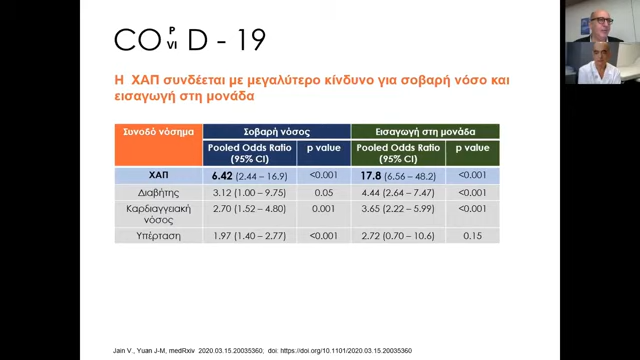 CO P VI D - 19
Η ΧΑΠ συνδέεται με μεγαλύτερο κίνδυνο για σοβαρή νόσο και
εισαγωγή στη μονάδα
Συνοδό νόσημα Σοβαρή νόσος Εισαγωγή στη μονάδα
Pooled Odds Ratio (95% CI) p value Pooled Odds Ratio (95% CI) p value
ΧΑΠ 6.42 (2.44 – 16.9) <0.001 17.8 (6.56 – 48.2) <0.001
Διαβήτης 3.12 (1.00 – 9.75) 0.05 4.44 (2.64 – 7.47) <0.001
Καρδιαγγειακή νόσος 2.70 (1.52 – 4.80) 0.001 3.65 (2.22 – 5.99) <0.001
Υπέρταση 1.97 (1.40 – 2.77) <0.001 2.72 (0.70 – 10.6) 0.15
Jain V., Yuan J-M, medRxiv 2020.03.15.20035360; doi: https://doi.org/10.1101/2020.03.15.20035360